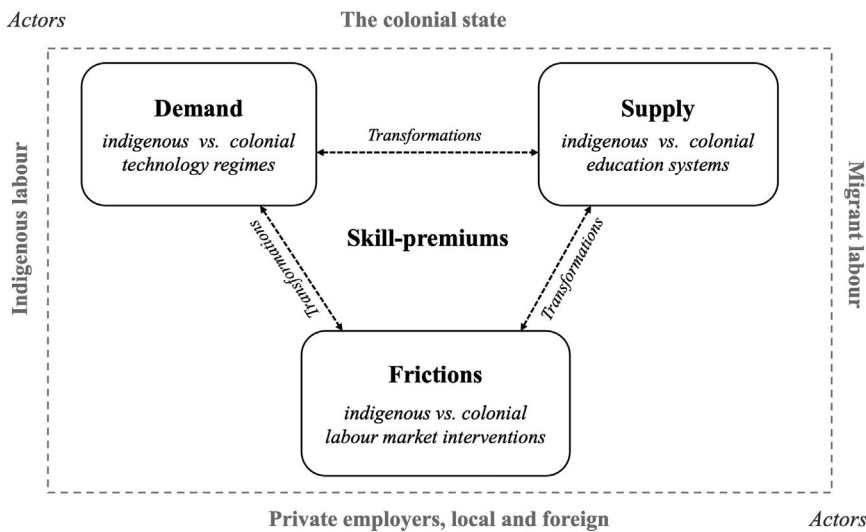 Actors
The colonial state
Demand
indigenous vs. colonial
technology regimes
Transformations
Supply
indigenous vs. colonial
education systems
Indigenous labour
Migrant labour
Skill-premiums
Transformations
Transformations
Frictions
indigenous vs. colonial
labour market interventions
Private employers, local and foreign
Actors